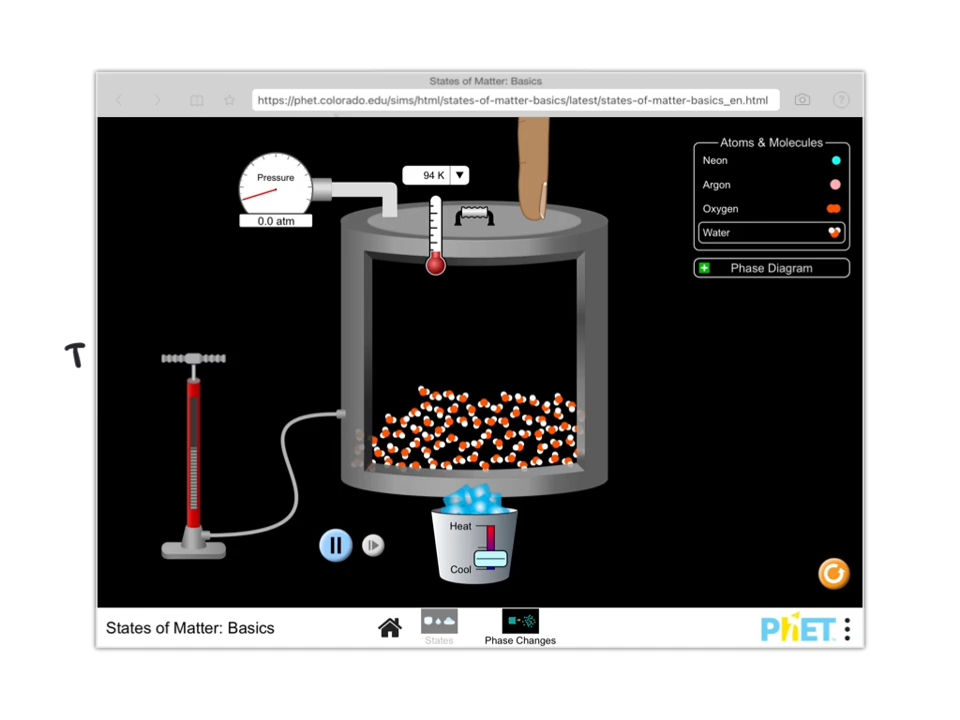 States of Matter: Basics
https://phet.colorado.edu/sims/html/states-of-matter-basics/latest/states-of-matter-basics_en.html
?
Pressure
0.0 atm
94 K
Atoms & Molecules
Neon
Argon
Oxygen
Water
Phase Diagram
T
Heat
Cool
States of Matter: Basics
States
Phase Changes
PhET